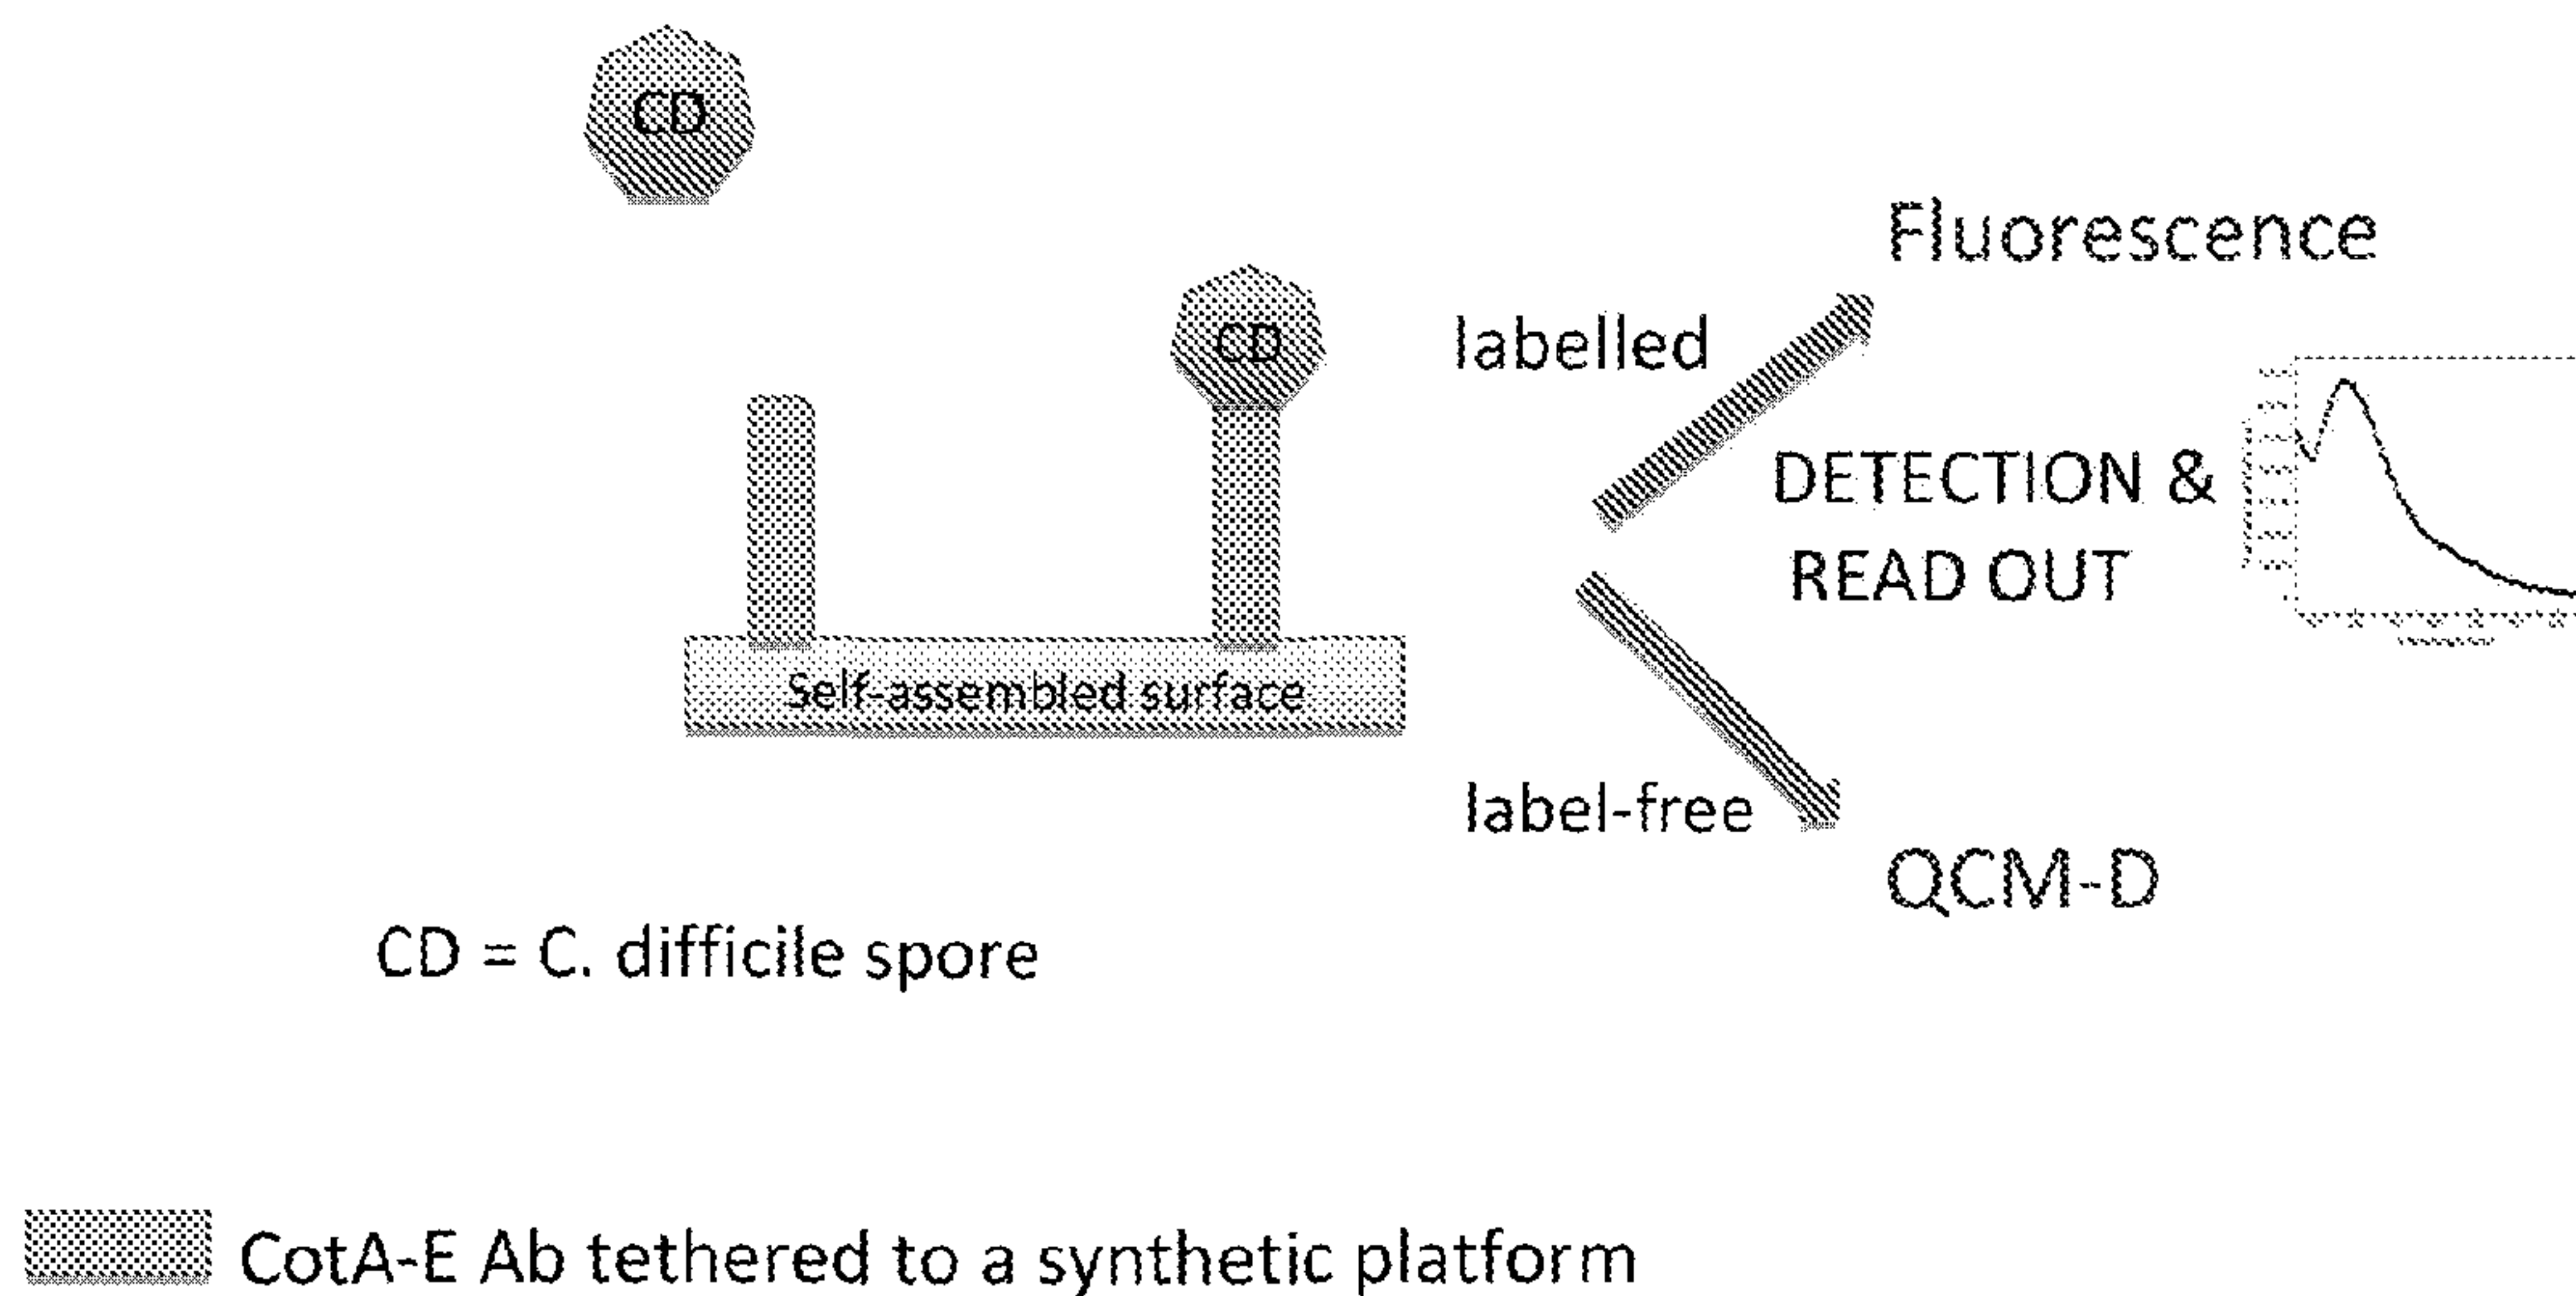 CD
CD
Fluorescence
labelled
DETECTION &
READ OUT
Self-assembled surface
label-free
QCM-D
CD = C. difficile spore
CotA-E Ab tethered to a synthetic platform